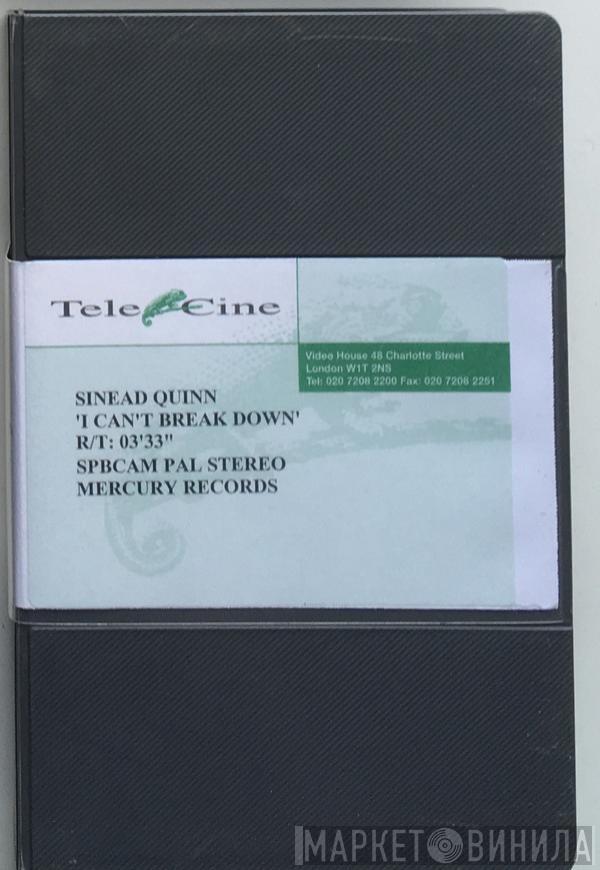 Tele Cine
Video House 48 Charlotte Street
London W1T 2NS
Tel: 020 7208 2200 Fax: 020 7208 2251
SINEAD QUINN
'I CAN'T BREAK DOWN'
R/T: 03'33"
SPBCAM PAL STEREO
MERCURY RECORDS
МАРКЕТ ВИНИЛА